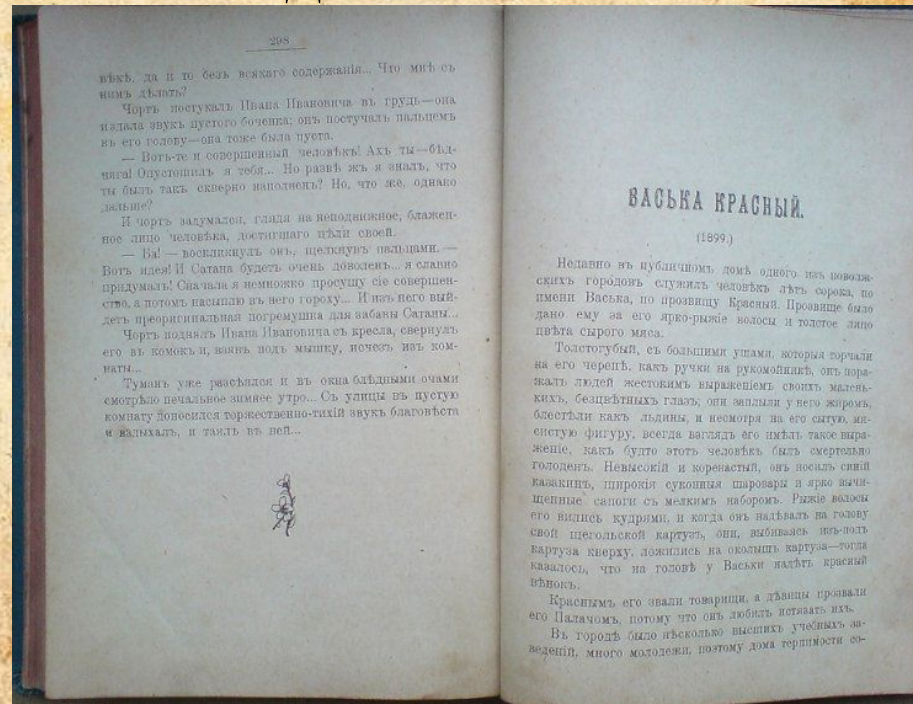 298
вѣкѣ, да и то безъ всякаго содержанія... Что мнѣ съ
нимъ дѣлать?
Чортъ постукалъ Ивана Ивановича въ грудь—она
издала звукъ пустого боченка; онъ постучалъ пальцемъ
въ его голову—она тоже была пуста.
— Вотъ-те и совершенный человѣкъ! Ахъ ты—бѣд-
няга! Опустошилъ я тебя... Но развѣ жъ я зналъ, что
ты былъ такъ скверно наполненъ? Но, что же, однако
дальше?
И чортъ задумался, глядя на неподвижное, блажен-
ное лицо человѣка, достигшаго цѣли своей.
— Ба! — воскликнулъ онъ, щелкнувъ пальцами. —
Вотъ идея! И Сатана будетъ очень доволенъ... я славно
придумалъ! Сначала я немножко просушу сіе совершен-
ство, а потомъ насыплю въ него гороху... И изъ него вый-
детъ преоригинальная погремушка для забавы Сатаны...
Чортъ поднялъ Ивана Ивановича съ кресла, свернулъ
его въ комокъ и, взявъ подъ мышку, исчезъ изъ ком-
наты...
Туманъ уже разсѣялся и въ окна блѣдными очами
смотрѣло печальное зимнее утро... Съ улицы въ пустую
комнату доносился торжественно-тихій звукъ благовѣста
и вздыхалъ, и таялъ въ ней...
ВАСЬКА КРАСНЫЙ.
(1899.)
Недавно въ публичномъ домѣ одного изъ поволж-
скихъ городовъ служилъ человѣкъ лѣтъ сорока, по
имени Васька, по прозвищу Красный. Прозвище было
дано ему за его ярко-рыжіе волосы и толстое лицо
цвѣта сырого мяса.
Толстогубый, съ большими ушами, которыя торчали
на его черепѣ, какъ ручки на рукомойникѣ, онъ пора-
жалъ людей жестокимъ выраженіемъ своихъ малень-
кихъ, безцвѣтныхъ глазъ; они заплыли у него жиромъ,
блестѣли какъ льдины, и несмотря на его сытую, мя-
систую фигуру, всегда взглядъ его имѣлъ такое выра-
женіе, какъ будто этотъ человѣкъ былъ смертельно
голоденъ. Невысокій и коренастый, онъ носилъ синій
казакинъ, широкія суконныя шаровары и ярко вычи-
щенные сапоги съ мелкимъ наборомъ. Рыжіе волосы
его вились кудрями, и когда онъ надѣвалъ на голову
свой щегольской картузъ, они, выбиваясь изъ-подъ
картуза кверху, ложились на околышъ картуза—тогда
казалось, что на головѣ у Васьки надѣтъ красный
вѣнокъ.
Краснымъ его звали товарищи, а дѣвицы прозвали
его Палачомъ, потому что онъ любилъ истязать ихъ.
Въ городѣ было нѣсколько высшихъ учебныхъ за-
веденій, много молодежи, поэтому дома терпимости со-